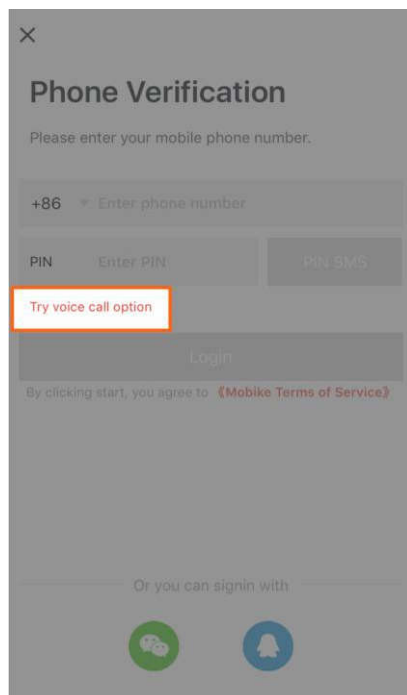 Phone Verification
Please enter your mobile phone number.
+86 Enter phone number
PIN Enter PIN PIN SMS
Try voice call option
Login
By clicking start, you agree to 《Mobike Terms of Service》
Or you can signin with